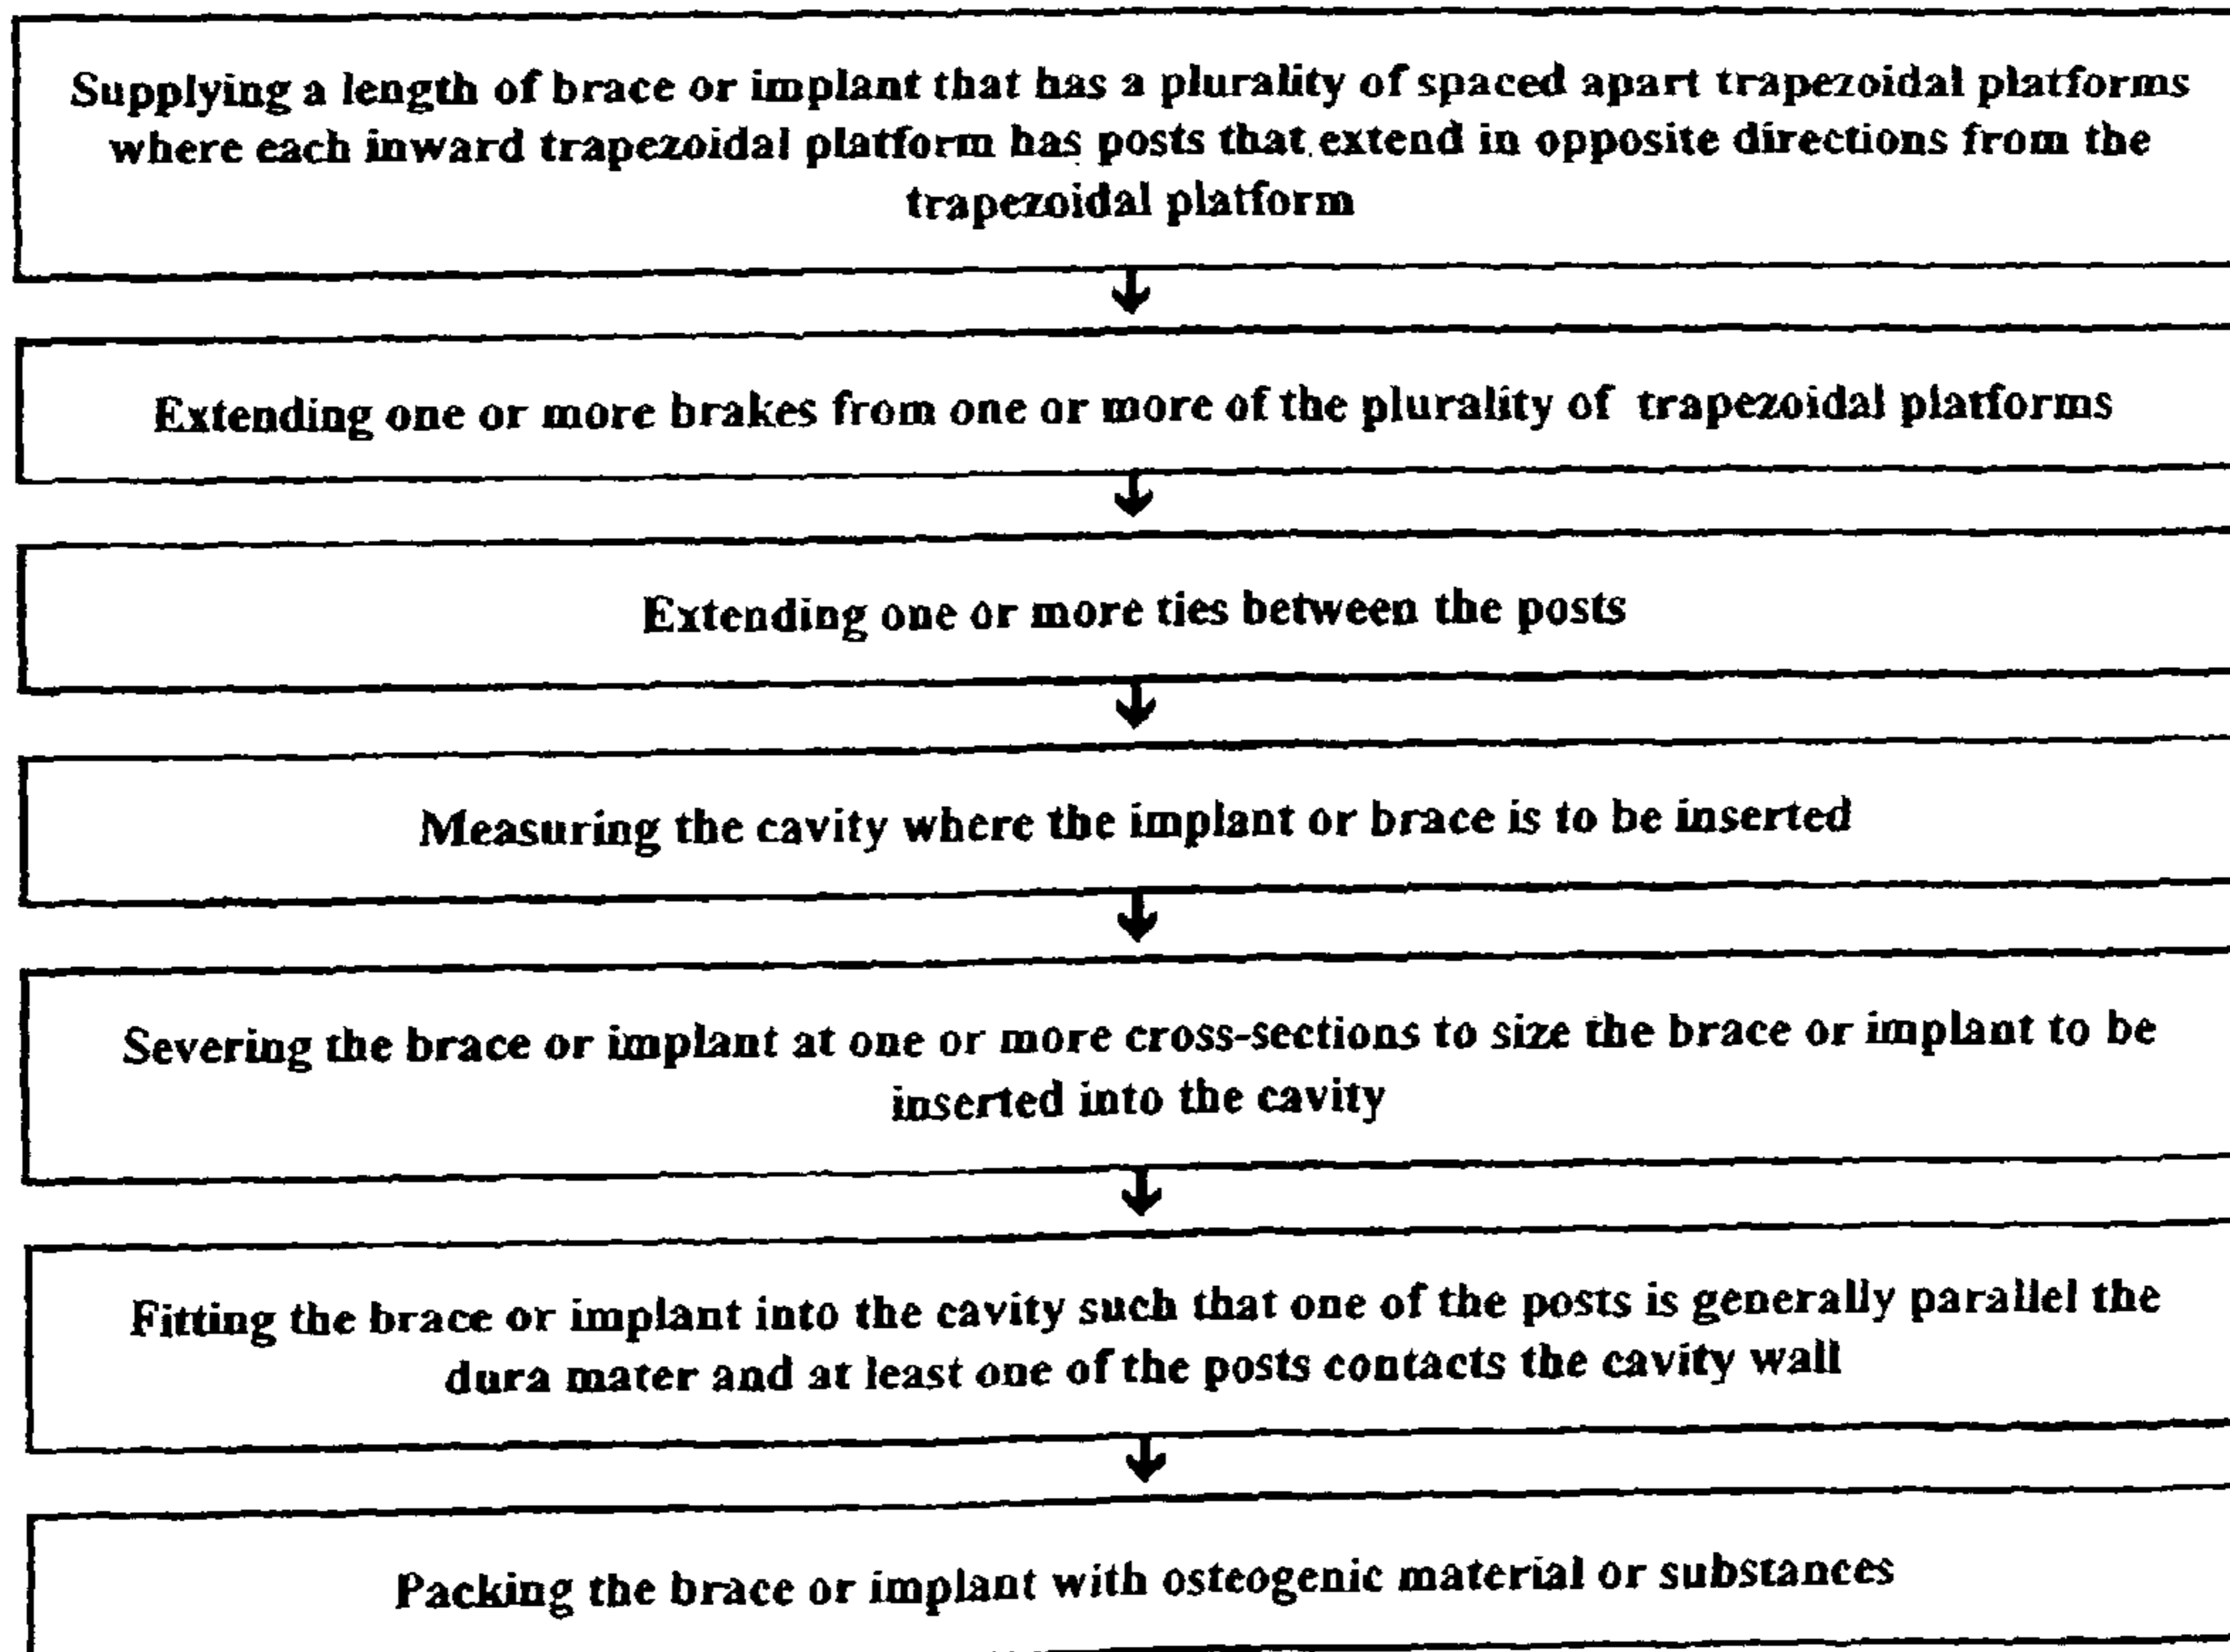 Supplying a length of brace or implant that has a plurality of spaced apart trapezoidal platforms
where each inward trapezoidal platform has posts that extend in opposite directions from the
trapezoidal platform
Extending one or more brakes from one or more of the plurality of trapezoidal platforms
Extending one or more ties between the posts
Measuring the cavity where the implant or brace is to be inserted
Severing the brace or implant at one or more cross-sections to size the brace or implant to be
inserted into the cavity
Fitting the brace or implant into the cavity such that one of the posts is generally parallel the
dura mater and at least one of the posts contacts the cavity wall
Packing the brace or implant with osteogenic material or substances